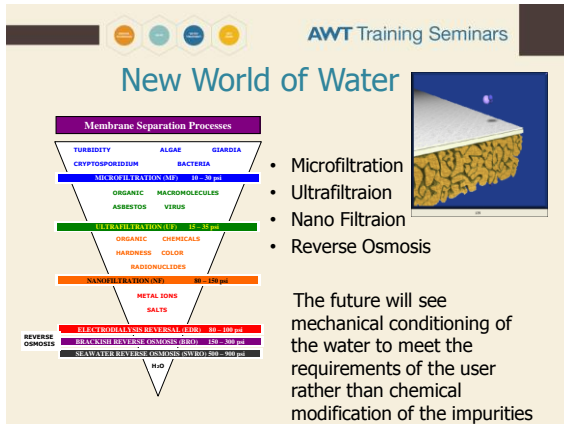 AWT Training Seminars
New World of Water
Membrane Separation Processes
TURBIDITY ALGAE GIARDIA
CRYPTOSPORIDIUM BACTERIA
MICROFILTRATION (MF) 10 – 30 psi
ORGANIC MACROMOLECULES
ASBESTOS VIRUS
ULTRAFILTRATION (UF) 15 – 35 psi
ORGANIC CHEMICALS
HARDNESS COLOR
RADIONUCLIDES
NANOFILTRATION (NF) 80 – 150 psi
METAL IONS
SALTS
ELECTRODIALYSIS REVERSAL (EDR) 80 – 100 psi
REVERSE
OSMOSIS
BRACKISH REVERSE OSMOSIS (BRO) 150 – 300 psi
SEAWATER REVERSE OSMOSIS (SWRO) 500 – 900 psi
H2O
• Microfiltration
• Ultrafiltraion
• Nano Filtraion
• Reverse Osmosis
The future will see
mechanical conditioning of
the water to meet the
requirements of the user
rather than chemical
modification of the impurities